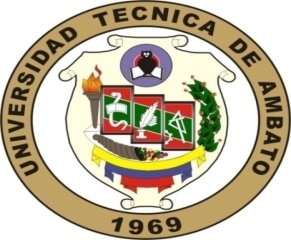 UNIVERSIDAD TECNICA DE AMBATO
1969